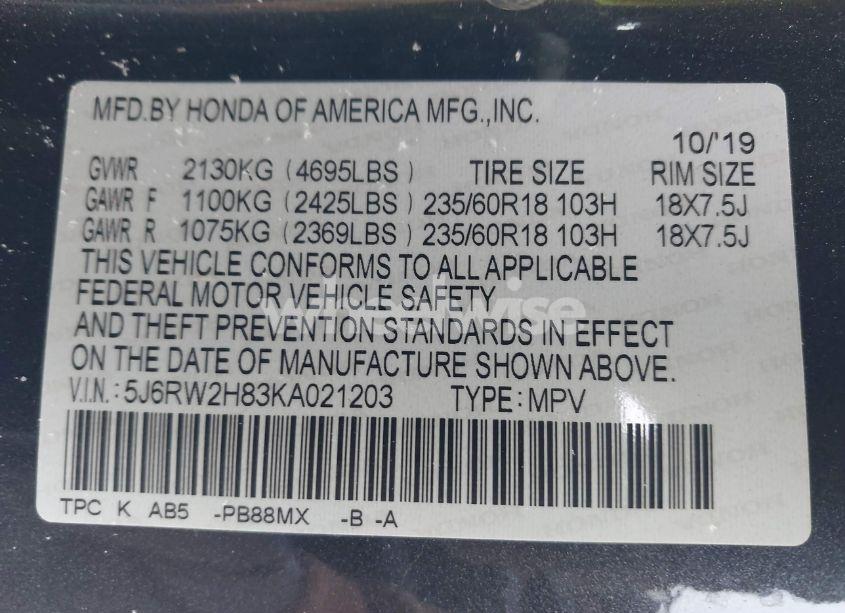 MFD.BY HONDA OF AMERICA MFG.,INC.
10/'19
GVWR 2130KG (4695LBS) TIRE SIZE RIM SIZE
GAWR F 1100KG (2425LBS) 235/60R18 103H 18X7.5J
GAWR R 1075KG (2369LBS) 235/60R18 103H 18X7.5J
THIS VEHICLE CONFORMS TO ALL APPLICABLE
FEDERAL MOTOR VEHICLE SAFETY
wheelwise
AND THEFT PREVENTION STANDARDS IN EFFECT
ON THE DATE OF MANUFACTURE SHOWN ABOVE.
V.I.N.: 5J6RW2H83KA021203 TYPE: MPV
TPC K AB5 -PB88MX -B -A